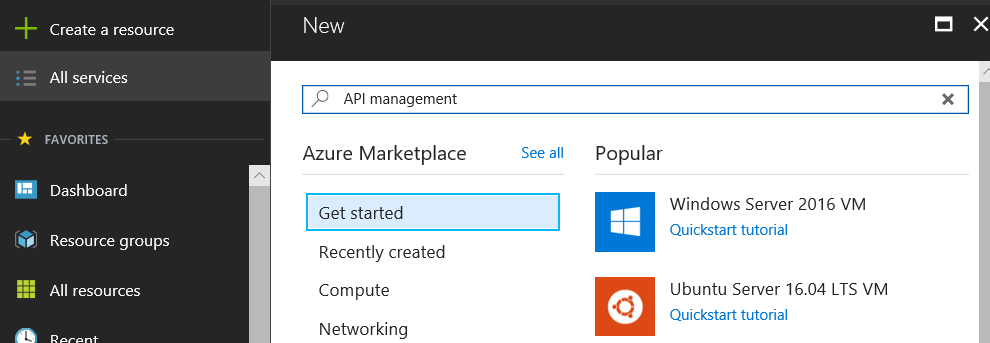 Create a resource
All services
FAVORITES
Dashboard
Resource groups
All resources
Recent
New
API management
Azure Marketplace See all
Get started
Recently created
Compute
Networking
Popular
Windows Server 2016 VM
Quickstart tutorial
Ubuntu Server 16.04 LTS VM
Quickstart tutorial